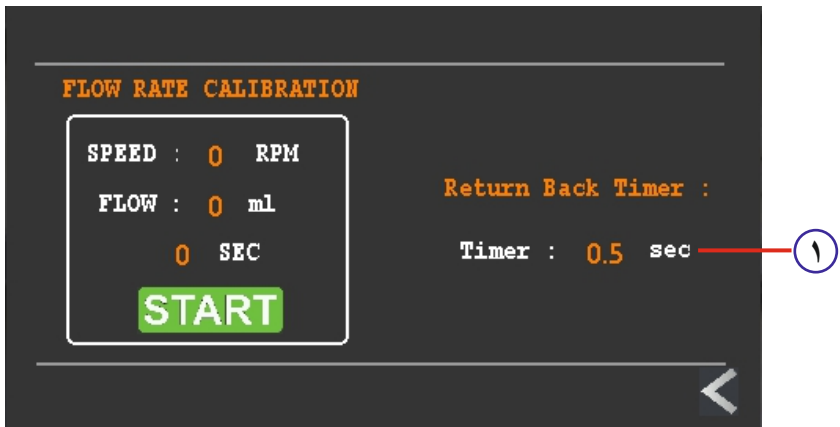 FLOW RATE CALIBRATION
SPEED : 0 RPM
FLOW : 0 ml
0 SEC
START
Return Back Timer :
Timer : 0.5 sec
١